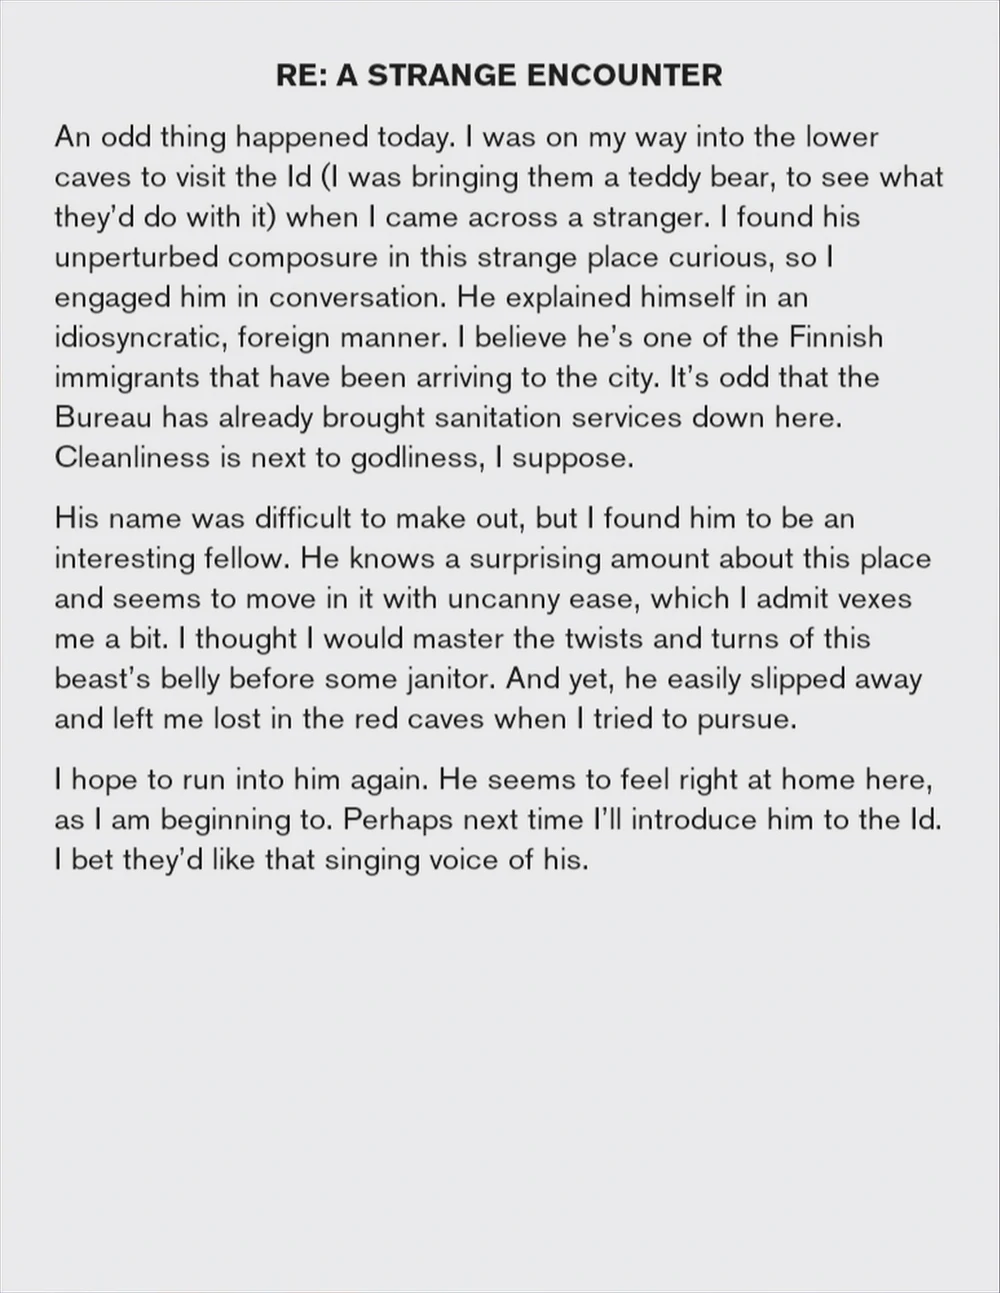 RE: A STRANGE ENCOUNTER
An odd thing happened today. I was on my way into the lower
caves to visit the Id (I was bringing them a teddy bear, to see what
they’d do with it) when I came across a stranger. I found his
unperturbed composure in this strange place curious, so I
engaged him in conversation. He explained himself in an
idiosyncratic, foreign manner. I believe he’s one of the Finnish
immigrants that have been arriving to the city. It’s odd that the
Bureau has already brought sanitation services down here.
Cleanliness is next to godliness, I suppose.
His name was difficult to make out, but I found him to be an
interesting fellow. He knows a surprising amount about this place
and seems to move in it with uncanny ease, which I admit vexes
me a bit. I thought I would master the twists and turns of this
beast’s belly before some janitor. And yet, he easily slipped away
and left me lost in the red caves when I tried to pursue.
I hope to run into him again. He seems to feel right at home here,
as I am beginning to. Perhaps next time I’ll introduce him to the Id.
I bet they’d like that singing voice of his.